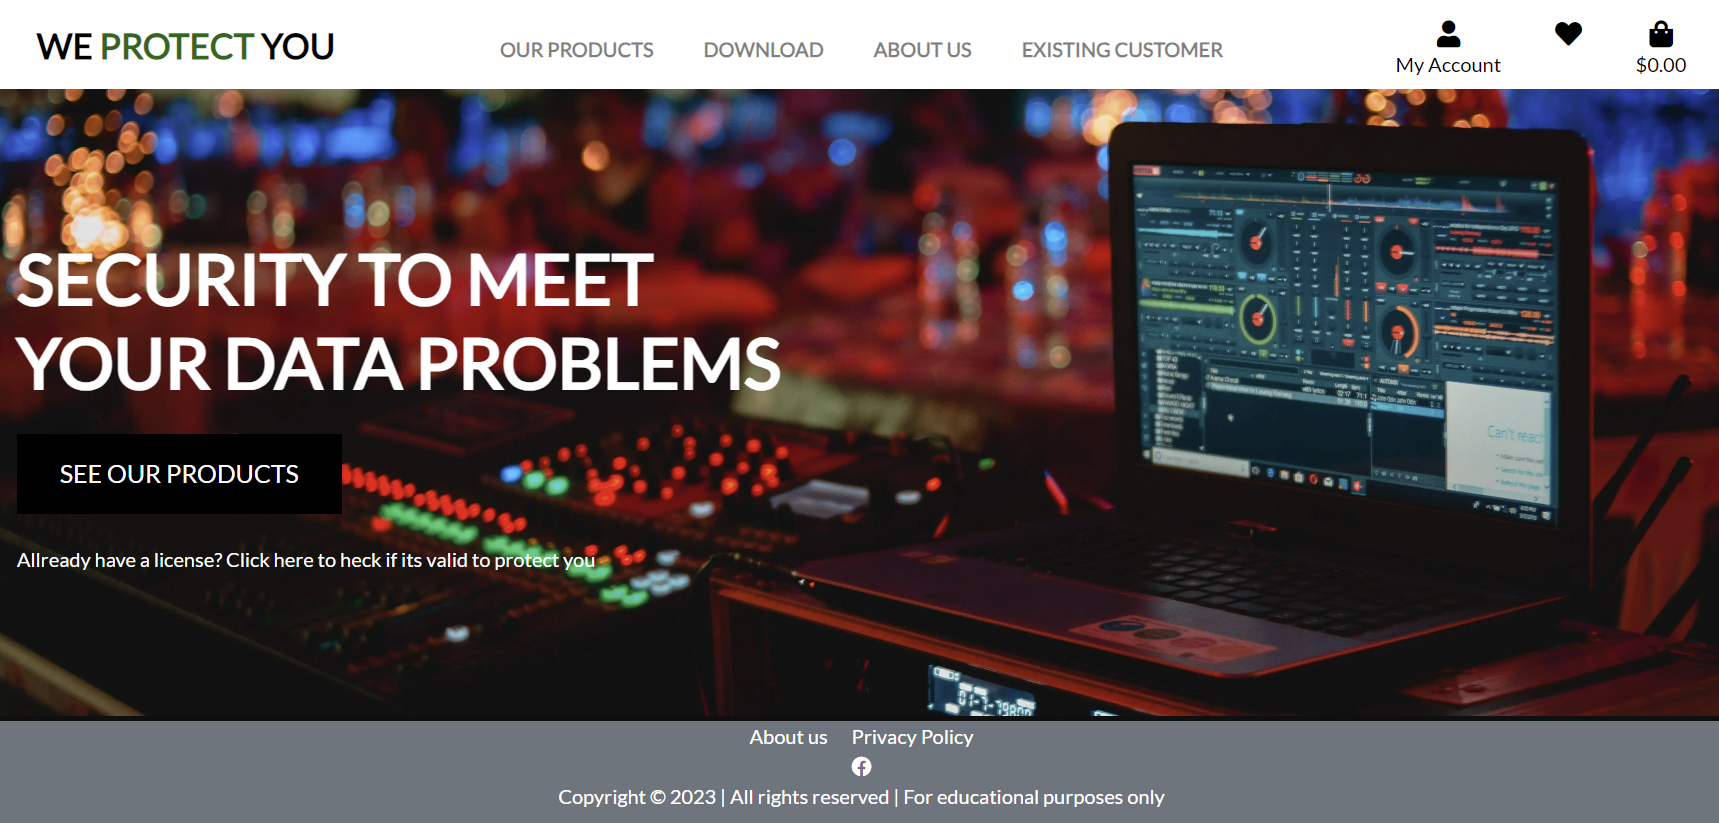 WE PROTECT YOU
OUR PRODUCTS DOWNLOAD ABOUT US EXISTING CUSTOMER
My Account
$0.00
SECURITY TO MEET
YOUR DATA PROBLEMS
SEE OUR PRODUCTS
Allready have a license? Click here to heck if its valid to protect you
Can't reach
About us Privacy Policy
Copyright © 2023 | All rights reserved | For educational purposes only